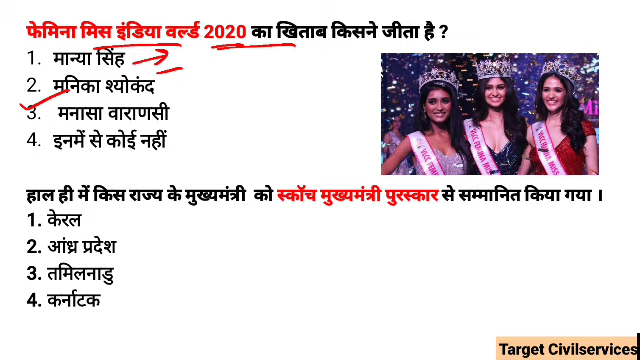 फेमिना मिस इंडिया वर्ल्ड 2020 का खिताब किसने जीता है ?
1. मान्या सिंह
2. मनिका श्योकंद
3. मनासा वाराणसी
4. इनमें से कोई नहीं
हाल ही में किस राज्य के मुख्यमंत्री को स्कॉच मुख्यमंत्री पुरस्कार से सम्मानित किया गया ।
1. केरल
2. आंध्र प्रदेश
3. तमिलनाडु
4. कर्नाटक
Target Civilservices